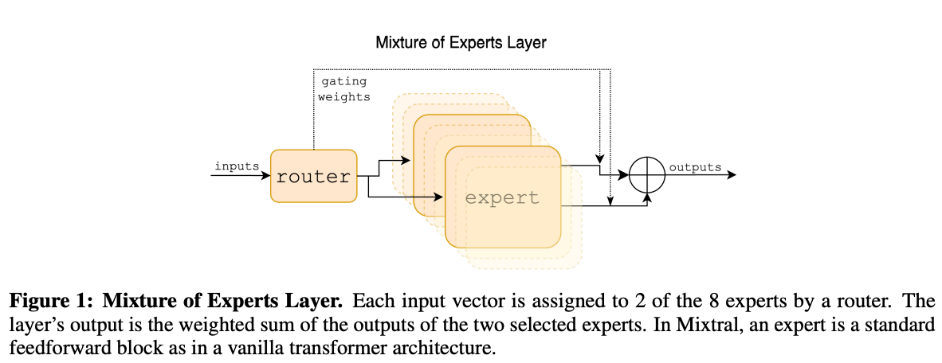 Mixture of Experts Layer
gating
weights
inputs
router
expert
outputs
Figure 1: Mixture of Experts Layer. Each input vector is assigned to 2 of the 8 experts by a router. The
layer's output is the weighted sum of the outputs of the two selected experts. In Mixtral, an expert is a standard
feedforward block as in a vanilla transformer architecture.